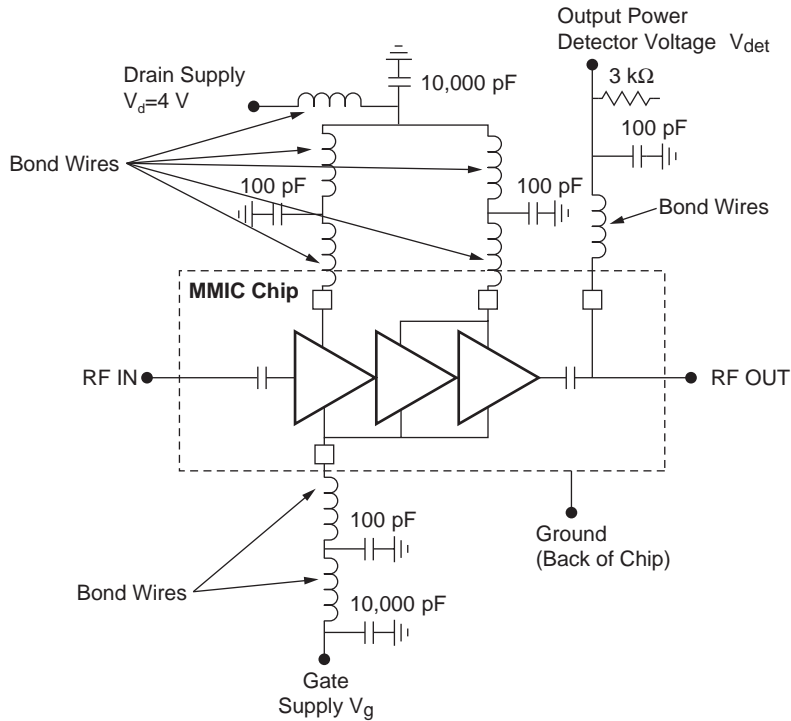 Output Power
Detector Voltage V_det
Drain Supply
V_d=4 V
10,000 pF
3 kΩ
100 pF
Bond Wires
100 pF
100 pF
Bond Wires
MMIC Chip
RF IN
RF OUT
100 pF
Ground
(Back of Chip)
Bond Wires
10,000 pF
Gate
Supply V_g